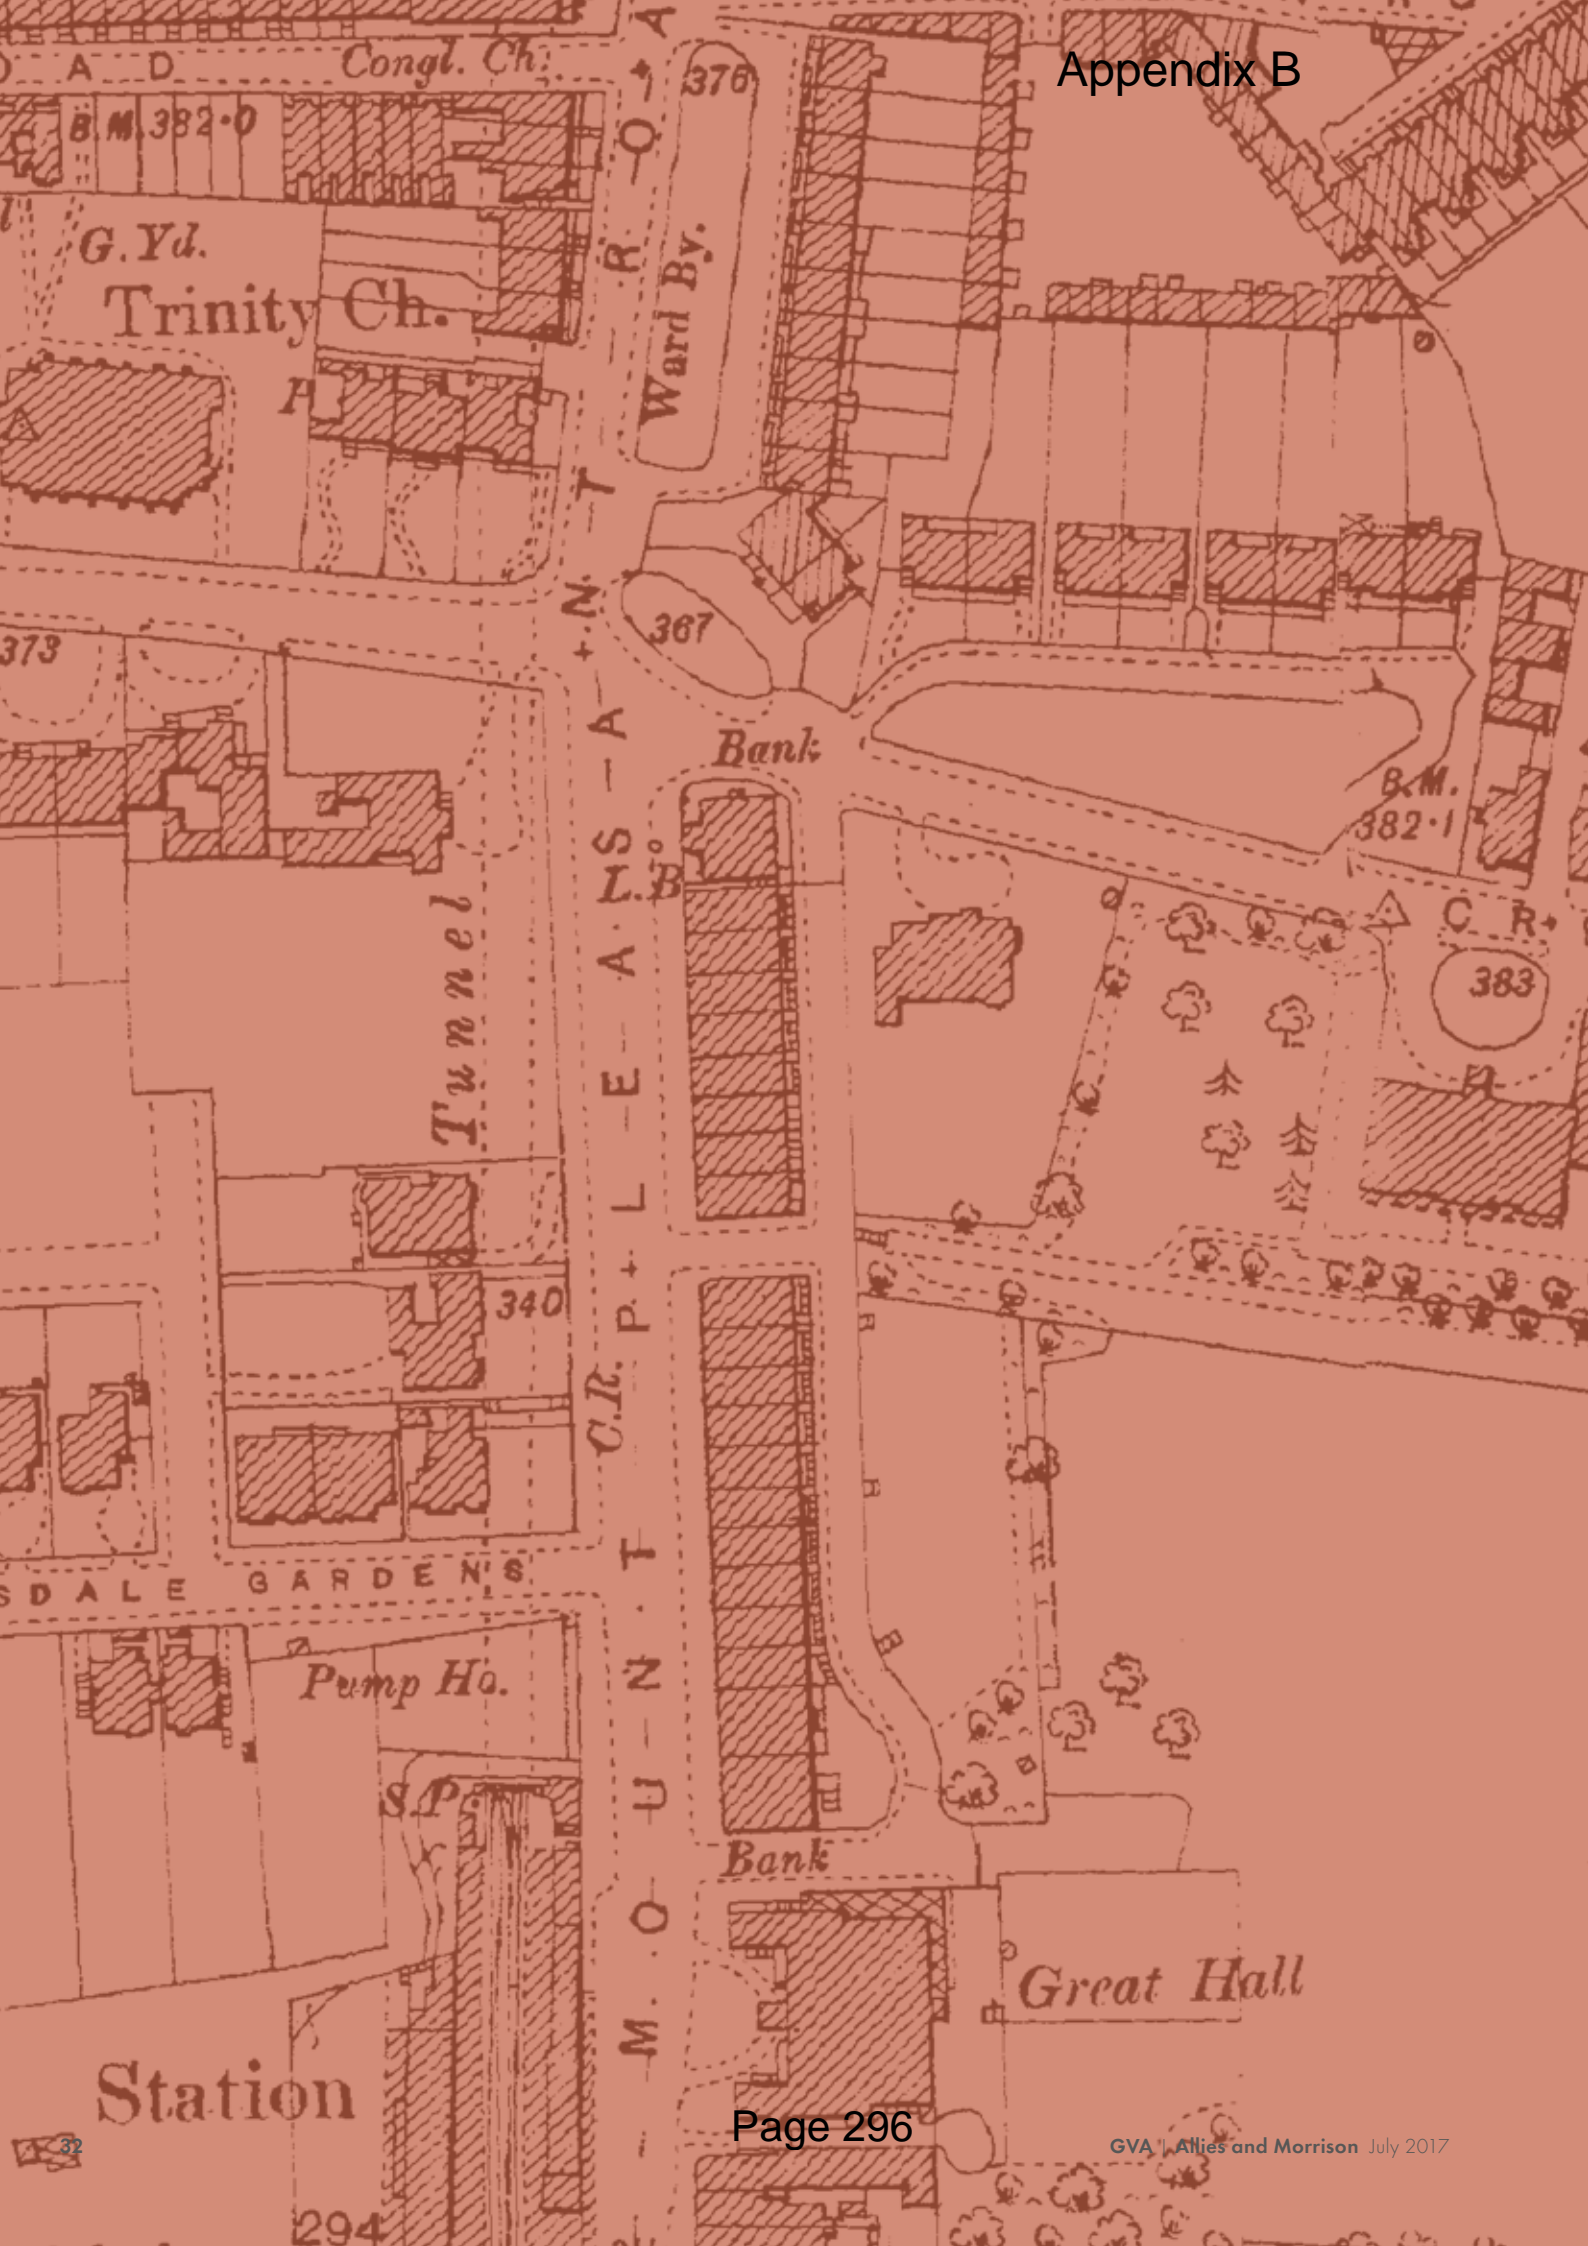 Appendix B
Congl. Ch.
A D
376
B.M. 382·0
G. Yd.
Trinity Ch.
Ward By.
367
373
Bank
B.M.
382·1
L.B
C R
383
Tunnel
MOUNT PLEASANT ROA
340
C.R.
SDALE GARDENS
Pump Ho.
S.P.
Bank
Great Hall
Station
294
Page 296
32
GVA | Allies and Morrison July 2017